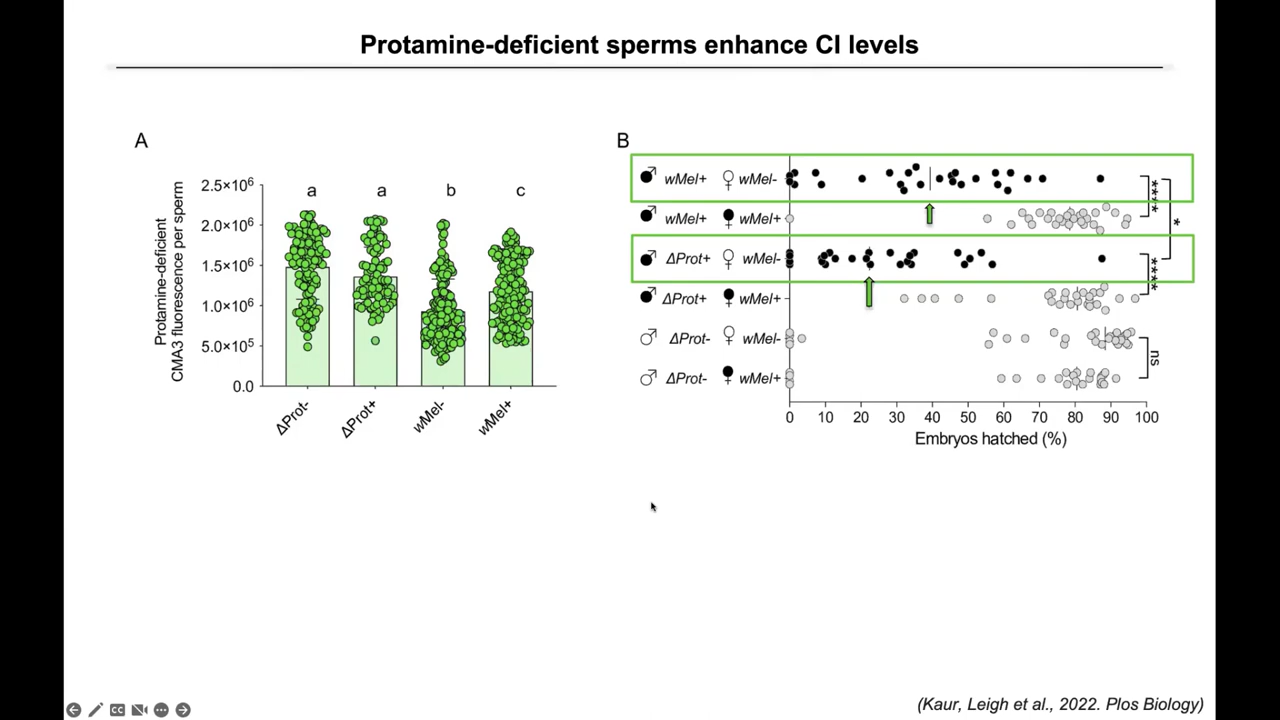 Protamine-deficient sperms enhance CI levels
A
Protamine-deficient
CMA3 fluorescence per sperm
2.5×10⁶
2.0×10⁶
1.5×10⁶
1.0×10⁶
5.0×10⁵
0.0
a
a
b
c
ΔProt-
ΔProt+
wMel-
wMel+
B
♂ wMel+ ♀ wMel-
♂ wMel+ ♀ wMel+
♂ ΔProt+ ♀ wMel-
♂ ΔProt+ ♀ wMel+
♂ ΔProt- ♀ wMel-
♂ ΔProt- ♀ wMel+
****
*
****
ns
0 10 20 30 40 50 60 70 80 90 100
Embryos hatched (%)
(Kaur, Leigh et al., 2022. Plos Biology)
CC